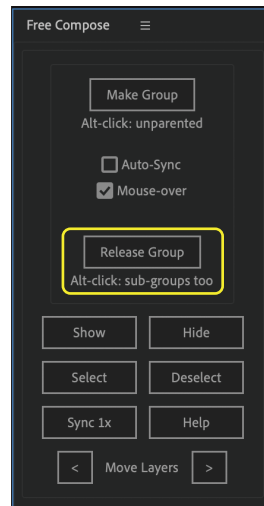 Free Compose
Make Group
Alt-click: unparented
Auto-Sync
Mouse-over
Release Group
Alt-click: sub-groups too
Show Hide
Select Deselect
Sync 1x Help
< Move Layers >